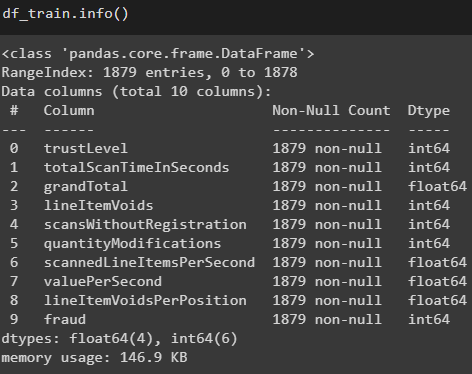 df_train.info()
<class 'pandas.core.frame.DataFrame'>
RangeIndex: 1879 entries, 0 to 1878
Data columns (total 10 columns):
 #   Column                     Non-Null Count  Dtype
---  ------                     --------------  -----
 0   trustLevel                 1879 non-null   int64
 1   totalScanTimeInSeconds     1879 non-null   int64
 2   grandTotal                 1879 non-null   float64
 3   lineItemVoids              1879 non-null   int64
 4   scansWithoutRegistration   1879 non-null   int64
 5   quantityModifications      1879 non-null   int64
 6   scannedLineItemsPerSecond  1879 non-null   float64
 7   valuePerSecond             1879 non-null   float64
 8   lineItemVoidsPerPosition   1879 non-null   float64
 9   fraud                      1879 non-null   int64
dtypes: float64(4), int64(6)
memory usage: 146.9 KB